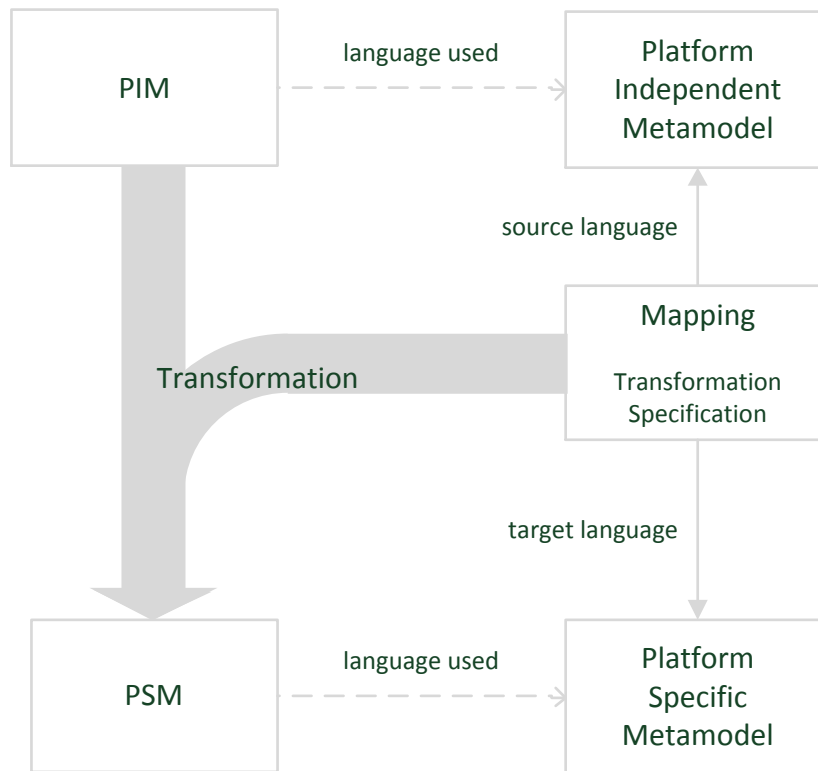 PIM
language used
Platform
Independent
Metamodel
source language
Mapping
Transformation
Specification
Transformation
target language
PSM
language used
Platform
Specific
Metamodel